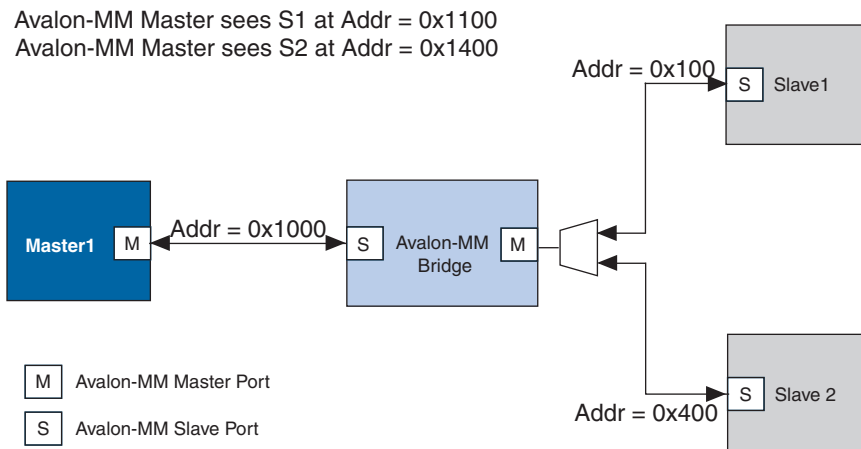 Avalon-MM Master sees S1 at Addr = 0x1100
Avalon-MM Master sees S2 at Addr = 0x1400
Addr = 0x100
S
Slave1
Master1
M
Addr = 0x1000
S
Avalon-MM
Bridge
M
M
Avalon-MM Master Port
S
Avalon-MM Slave Port
Addr = 0x400
S
Slave 2